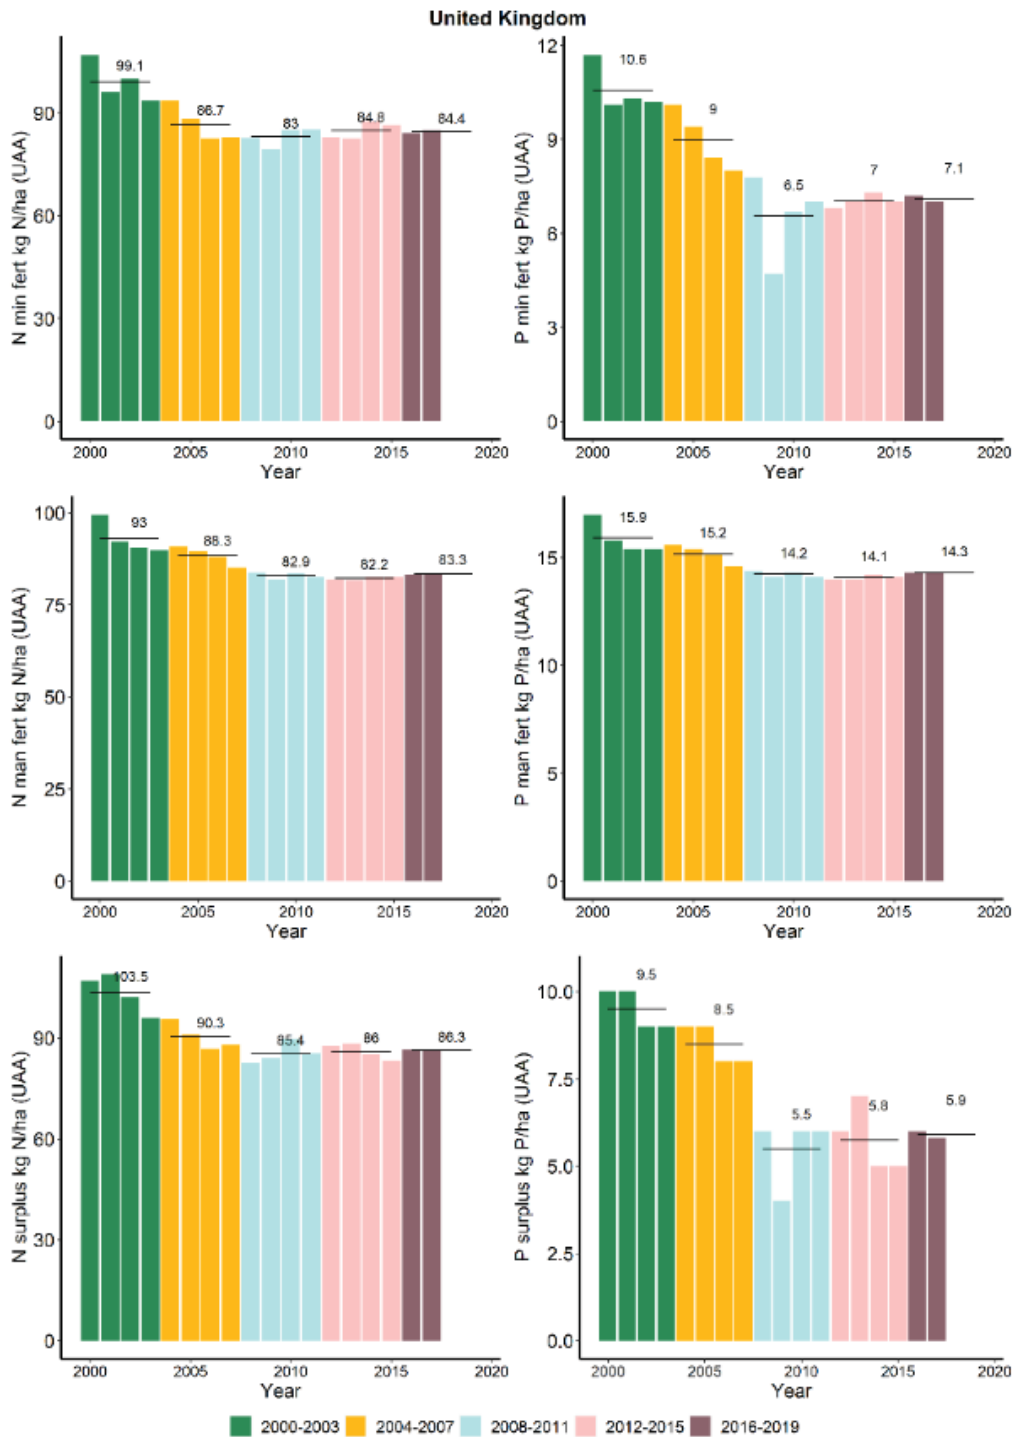 United Kingdom
N min fert kg N/ha (UAA)
90
60
30
0
99.1
86.7
83
84.8
84.4
2000 2005 2010 2015 2020
Year
P min fert kg P/ha (UAA)
12
9
6
3
0
10.6
9
6.5
7
7.1
2000 2005 2010 2015 2020
Year
N man fert kg N/ha (UAA)
100
75
50
25
0
93
88.3
82.9
82.2
83.3
2000 2005 2010 2015 2020
Year
P man fert kg P/ha (UAA)
15
10
5
0
15.9
15.2
14.2
14.1
14.3
2000 2005 2010 2015 2020
Year
N surplus kg N/ha (UAA)
90
60
30
0
103.5
90.3
85.4
86
86.3
2000 2005 2010 2015 2020
Year
P surplus kg P/ha (UAA)
10.0
7.5
5.0
2.5
0.0
9.5
8.5
5.5
5.8
5.9
2000 2005 2010 2015 2020
Year
2000-2003 2004-2007 2008-2011 2012-2015 2016-2019